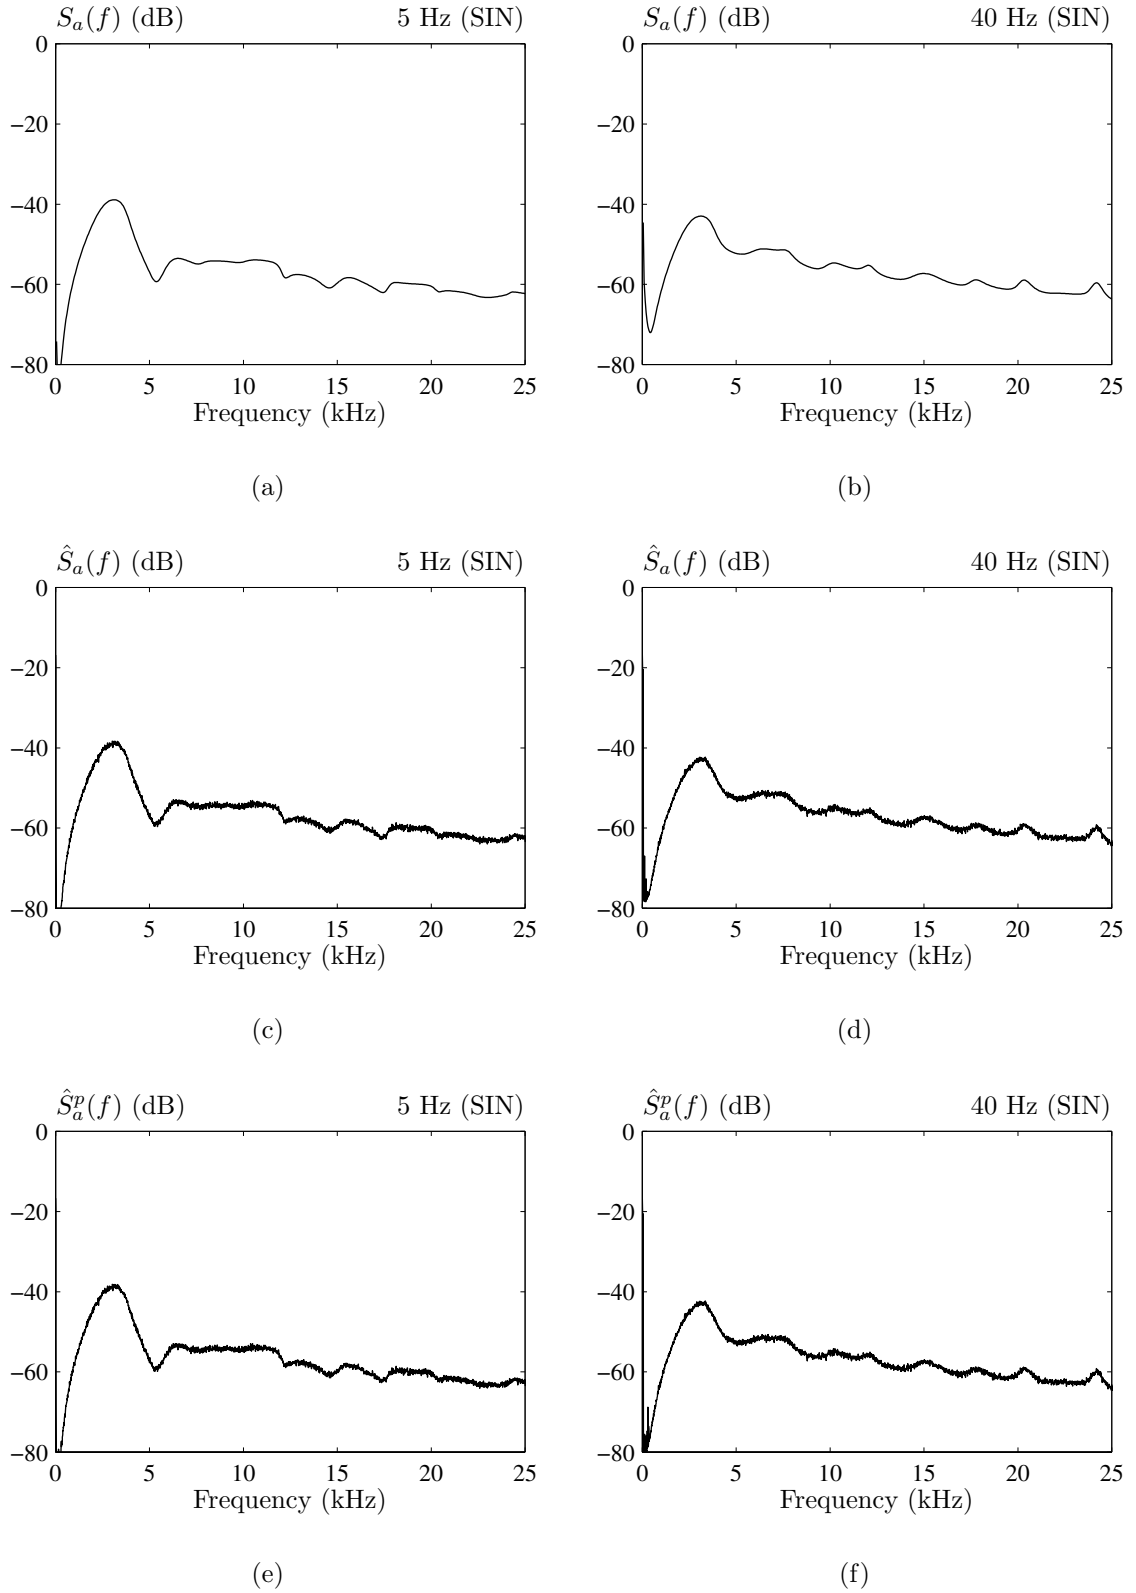 S_a(f) (dB) 5 Hz (SIN)
0
−20
−40
−60
−80
0 5 10 15 20 25
Frequency (kHz)
(a)
S_a(f) (dB) 40 Hz (SIN)
0
−20
−40
−60
−80
0 5 10 15 20 25
Frequency (kHz)
(b)
Ŝ_a(f) (dB) 5 Hz (SIN)
0
−20
−40
−60
−80
0 5 10 15 20 25
Frequency (kHz)
(c)
Ŝ_a(f) (dB) 40 Hz (SIN)
0
−20
−40
−60
−80
0 5 10 15 20 25
Frequency (kHz)
(d)
Ŝ_a^p(f) (dB) 5 Hz (SIN)
0
−20
−40
−60
−80
0 5 10 15 20 25
Frequency (kHz)
(e)
Ŝ_a^p(f) (dB) 40 Hz (SIN)
0
−20
−40
−60
−80
0 5 10 15 20 25
Frequency (kHz)
(f)